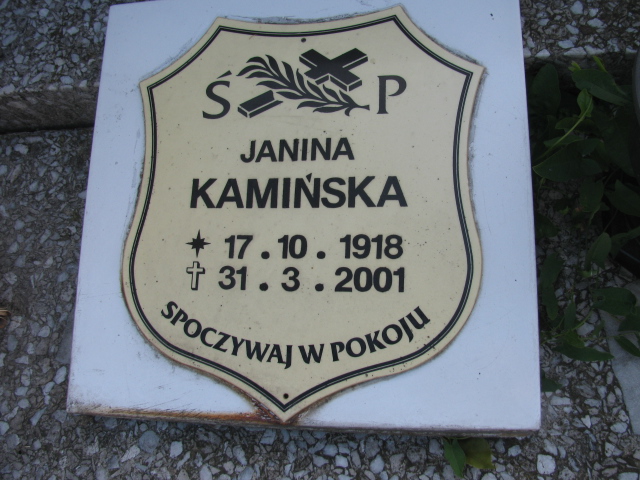 Ś P
JANINA
KAMIŃSKA
17.10.1918
31.3.2001
SPOCZYWAJ W POKOJU